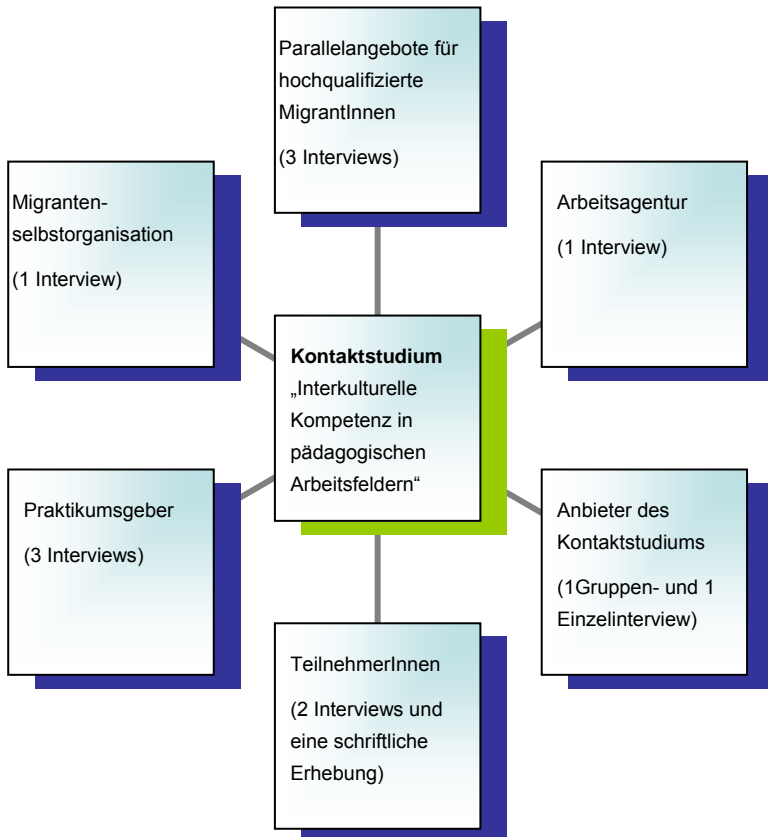 Parallelangebote für
hochqualifizierte
MigrantInnen
(3 Interviews)
Migranten-
selbstorganisation
(1 Interview)
Arbeitsagentur
(1 Interview)
Kontaktstudium
„Interkulturelle
Kompetenz in
pädagogischen
Arbeitsfeldern“
Praktikumsgeber
(3 Interviews)
Anbieter des
Kontaktstudiums
(1Gruppen- und 1
Einzelinterview)
TeilnehmerInnen
(2 Interviews und
eine schriftliche
Erhebung)